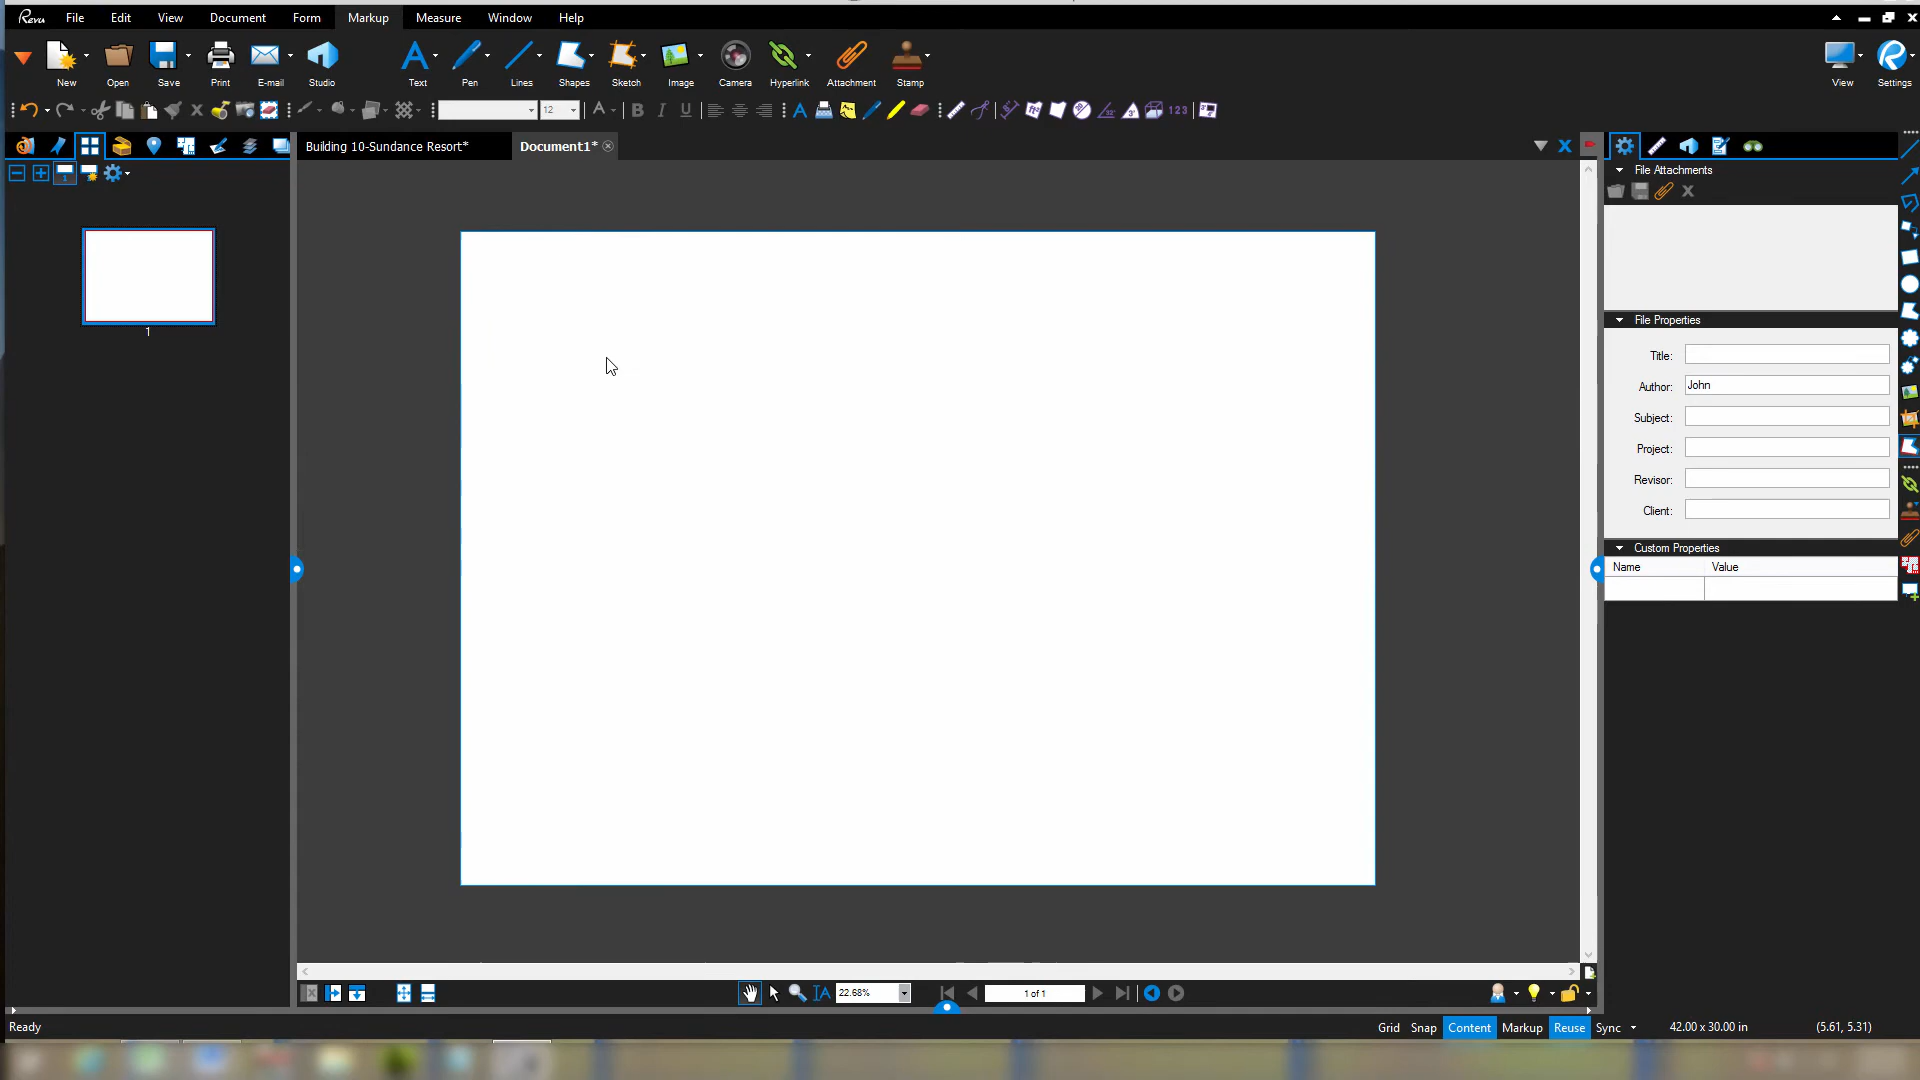 Revu File Edit View Document Form Markup Measure Window Help
New Open Save Print E-mail Studio Text Pen Lines Shapes Sketch Image Camera Hyperlink Attachment Stamp View Settings
12 A B I U A 123
Building 10-Sundance Resort* Document1*
File Attachments
1
File Properties
Title:
Author: John
Subject:
Project:
Revisor:
Client:
Custom Properties
Name Value
22.68% 1 of 1
Ready Grid Snap Content Markup Reuse Sync 42.00 x 30.00 in (5.61, 5.31)